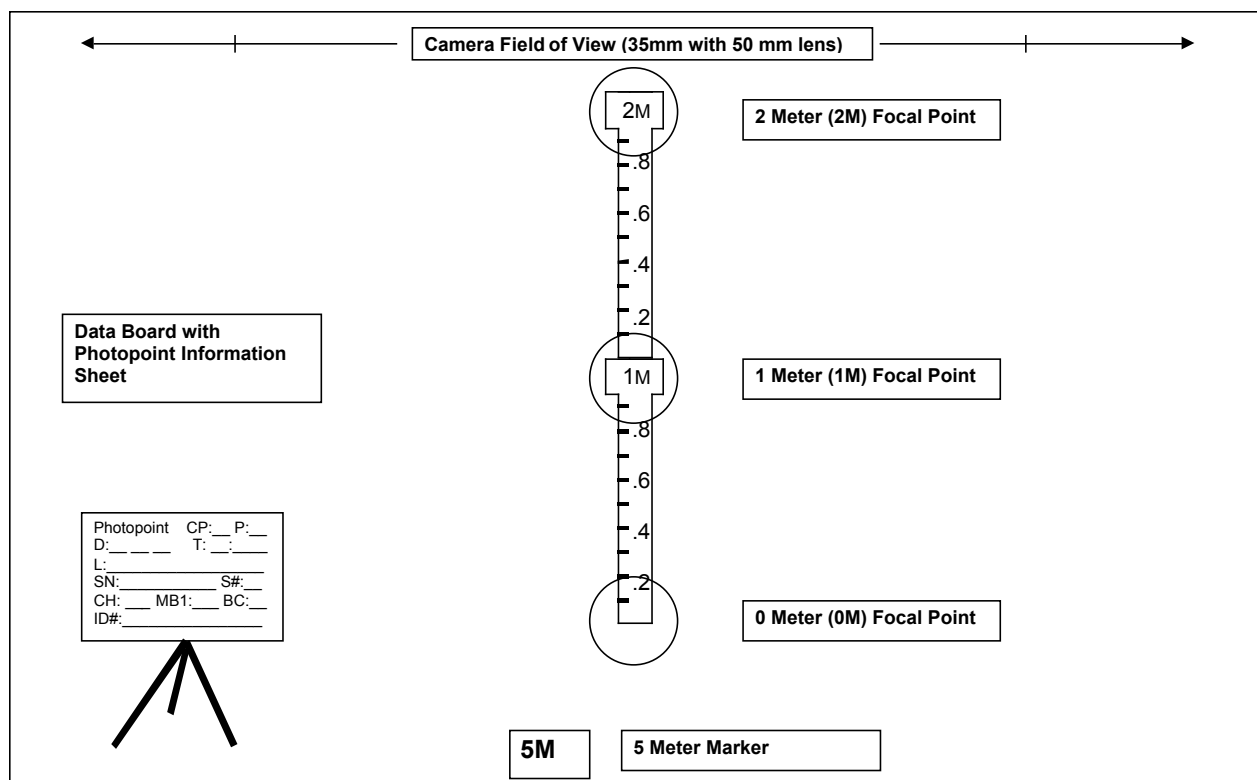 Camera Field of View (35mm with 50 mm lens)
2M
2 Meter (2M) Focal Point
.8
.6
.4
.2
Data Board with
Photopoint Information
Sheet
1M
1 Meter (1M) Focal Point
.8
.6
.4
.2
Photopoint CP:__ P:__
D:__ __ __ T: __:____
L:___________________
SN:____________ S#:__
CH: ___ MB1:___ BC:__
ID#:_________________
0 Meter (0M) Focal Point
5M
5 Meter Marker